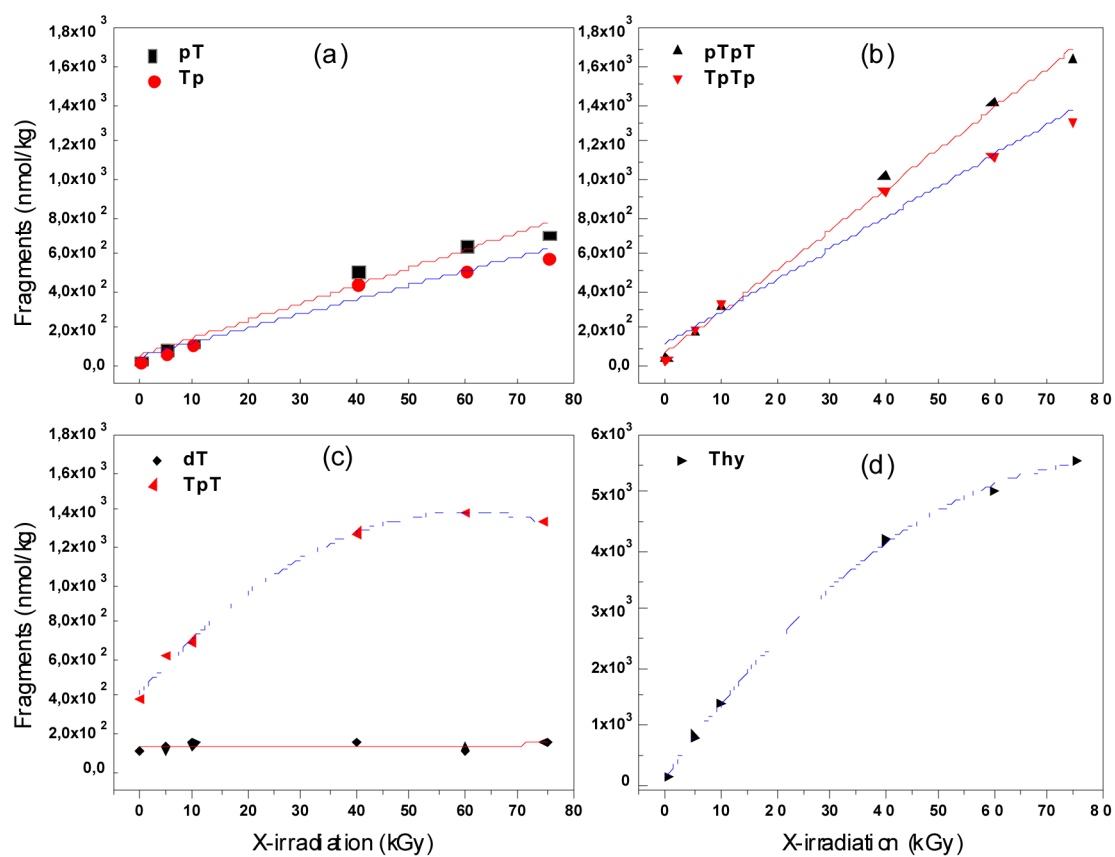 Fragments (nmol/kg)
(a)
pT
Tp
1,8x10³
1,6x10³
1,4x10³
1,2x10³
1,0x10³
8,0x10²
6,0x10²
4,0x10²
2,0x10²
0,0
0 10 20 30 40 50 60 70 80
(b)
pTpT
TpTp
1,8x10³
1,6x10³
1,4x10³
1,2x10³
1,0x10³
8,0x10²
6,0x10²
4,0x10²
2,0x10²
0,0
0 10 20 30 40 50 60 70 80
Fragments (nmol/kg)
(c)
dT
TpT
1,8x10³
1,6x10³
1,4x10³
1,2x10³
1,0x10³
8,0x10²
6,0x10²
4,0x10²
2,0x10²
0,0
0 10 20 30 40 50 60 70 80
X-irradiation (kGy)
(d)
Thy
6x10³
5x10³
4x10³
3x10³
2x10³
1x10³
0
0 10 20 30 40 50 60 70 80
X-irradiation (kGy)